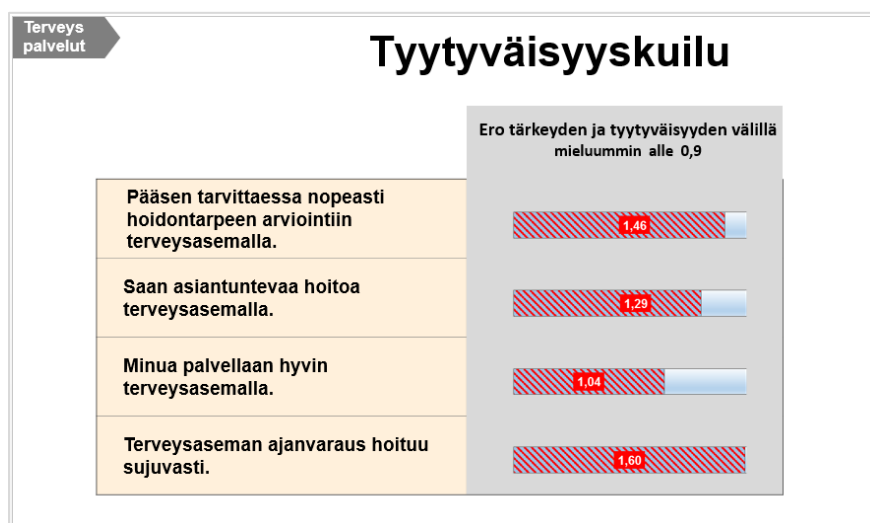 Terveys
palvelut
Tyytyväisyyskuilu
Ero tärkeyden ja tyytyväisyyden välillä
mieluummin alle 0,9
Pääsen tarvittaessa nopeasti
hoidontarpeen arviointiin
terveysasemalla.
1,46
Saan asiantuntevaa hoitoa
terveysasemalla.
1,29
Minua palvellaan hyvin
terveysasemalla.
1,04
Terveysaseman ajanvaraus hoituu
sujuvasti.
1,60